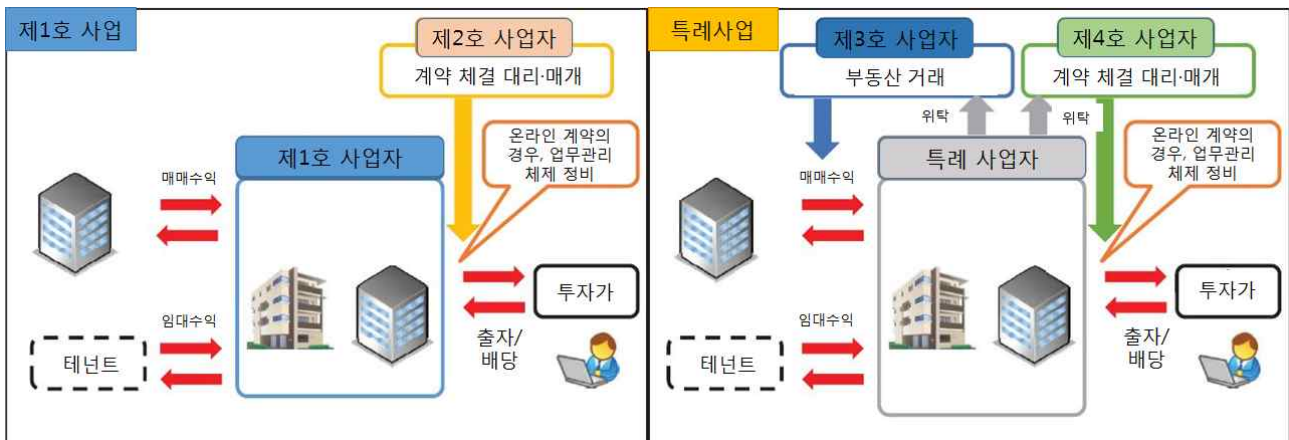 제1호 사업
제2호 사업자
계약 체결 대리·매개
온라인 계약의
경우, 업무관리
체제 정비
제1호 사업자
매매수익
임대수익
테넌트
투자가
출자/
배당
특례사업
제3호 사업자
부동산 거래
제4호 사업자
계약 체결 대리·매개
위탁
위탁
온라인 계약의
경우, 업무관리
체제 정비
특례 사업자
매매수익
임대수익
테넌트
투자가
출자/
배당